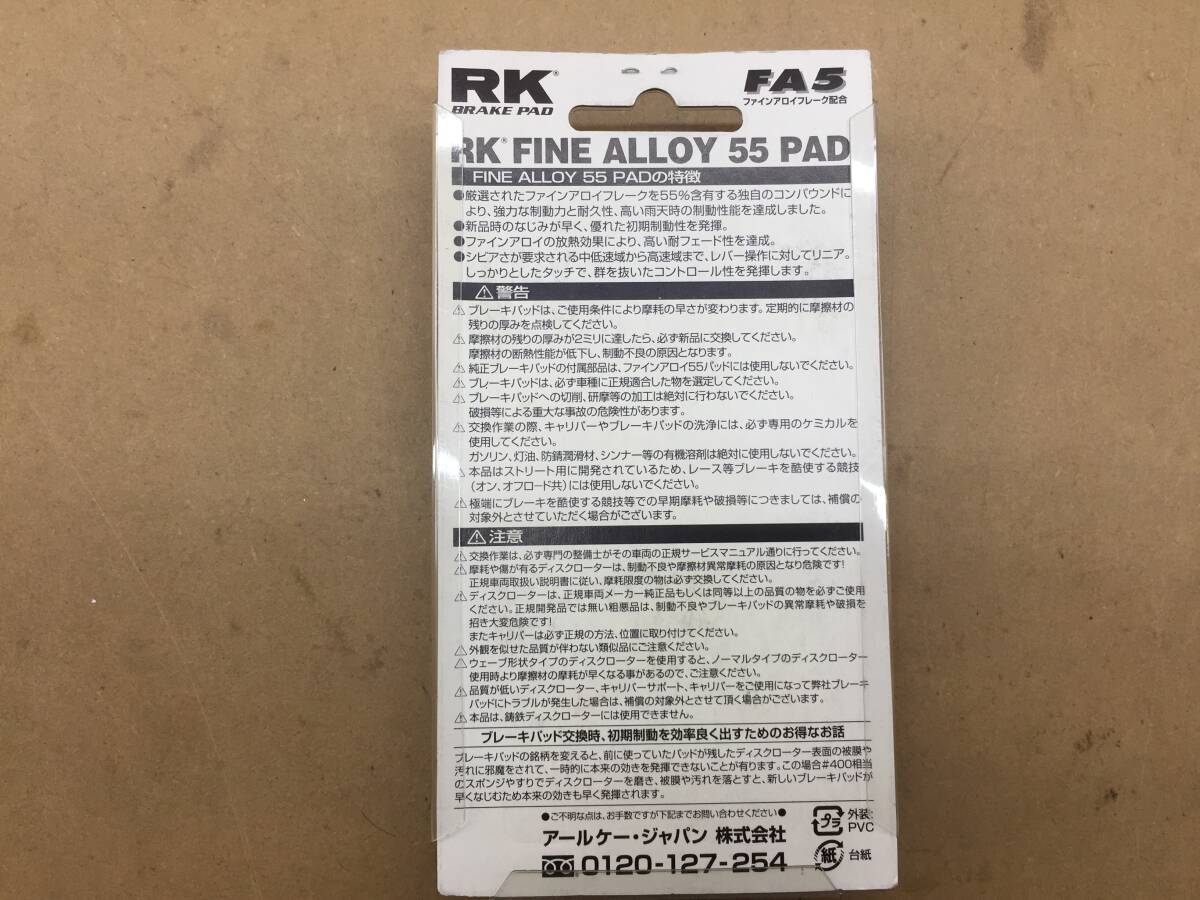 RK®
BRAKE PAD
FA5
ファインアロイフレーク配合
RK® FINE ALLOY 55 PAD
FINE ALLOY 55 PADの特徴
●厳選されたファインアロイフレークを55%含有する独自のコンパウンドに
より、強力な制動力と耐久性、高い雨天時の制動性能を達成しました。
●新品時のなじみが早く、優れた初期制動性を発揮。
●ファインアロイの放熱効果により、高い耐フェード性を達成。
●シビアさが要求される中低速域から高速域まで、レバー操作に対してリニア。
しっかりとしたタッチで、群を抜いたコントロール性を発揮します。
⚠警告
⚠ブレーキパッドは、ご使用条件により摩耗の早さが変わります。定期的に摩擦材の
残りの厚みを点検してください。
⚠摩擦材の残りの厚みが2ミリに達したら、必ず新品に交換してください。
摩擦材の断熱性能が低下し、制動不良の原因となります。
⚠純正ブレーキパッドの付属部品は、ファインアロイ55パッドには使用しないでください。
⚠ブレーキパッドは、必ず車種に正規適合した物を選定してください。
⚠ブレーキパッドへの切削、研摩等の加工は絶対に行わないでください。
破損等による重大な事故の危険性があります。
⚠交換作業の際、キャリパーやブレーキパッドの洗浄には、必ず専用のケミカルを
使用してください。
ガソリン、灯油、防錆潤滑材、シンナー等の有機溶剤は絶対に使用しないでください。
⚠本品はストリート用に開発されているため、レース等ブレーキを酷使する競技
(オン、オフロード共)には使用しないでください。
⚠極端にブレーキを酷使する競技等での早期摩耗や破損等につきましては、補償の
対象外とさせていただく場合がございます。
⚠注意
⚠交換作業は、必ず専門の整備士がその車両の正規サービスマニュアル通りに行ってください。
⚠摩耗や傷が有るディスクローターは、制動不良や摩擦材異常摩耗の原因となり危険です!
正規車両取扱い説明書に従い、摩耗限度の物は必ず交換してください。
⚠ディスクローターは、正規車両メーカー純正品もしくは同等以上の品質の物を必ずご使用
ください。正規開発品では無い粗悪品は、制動不良やブレーキパッドの異常摩耗や破損を
招き大変危険です!
またキャリパーは必ず正規の方法、位置に取り付けてください。
⚠外観を似せた品質が伴わない類似品にご注意ください。
⚠ウェーブ形状タイプのディスクローターを使用すると、ノーマルタイプのディスクローター
使用時より摩擦材の摩耗が早くなる事があるので、ご注意ください。
⚠品質が低いディスクローター、キャリパーサポート、キャリパーをご使用になって弊社ブレーキ
パッドにトラブルが発生した場合は、補償の対象外とさせて頂く場合がございます。
⚠本品は、鋳鉄ディスクローターには使用できません。
ブレーキパッド交換時、初期制動を効率良く出すためのお得なお話
ブレーキパッドの銘柄を変えると、前に使っていたパッドが残したディスクローター表面の被膜や
汚れに邪魔をされて、一時的に本来の効きを発揮できないことが有ります。この場合#400相当
のスポンジやすりでディスクローターを磨き、被膜や汚れを落とすと、新しいブレーキパッドが
早くなじむため本来の効きも早く発揮されます。
●ご不明な点は、お手数ですが下記までお問い合わせください●
アールケー・ジャパン 株式会社
0120-127-254
プラ
外装:
PVC
紙
台紙